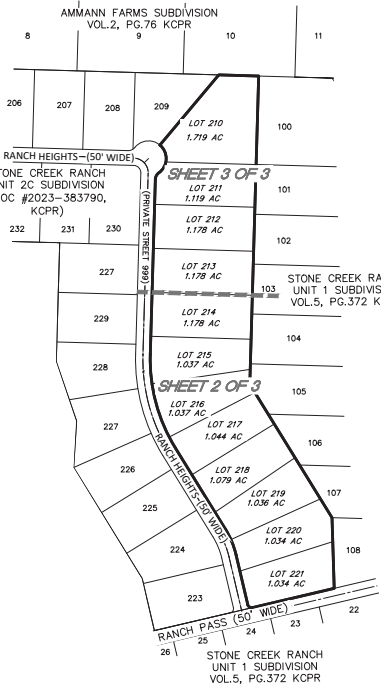 AMMANN FARMS SUBDIVISION
VOL.2, PG.76 KCPR
8
9
10
11
206
207
208
209
LOT 210
1.719 AC
100
RANCH HEIGHTS-(50' WIDE)
SHEET 3 OF 3
TONE CREEK RANCH
NIT 2C SUBDIVISION
OC #2023-383790,
KCPR)
(PRIVATE STREET 999)
LOT 211
1.119 AC
101
LOT 212
1.178 AC
232
231
230
102
227
LOT 213
1.178 AC
103
STONE CREEK RA
UNIT 1 SUBDIVIS
VOL.5, PG.372 K
229
LOT 214
1.178 AC
104
228
LOT 215
1.037 AC
SHEET 2 OF 3
105
LOT 216
1.037 AC
227
LOT 217
1.044 AC
106
RANCH HEIGHTS-(50' WIDE)
226
LOT 218
1.079 AC
107
225
LOT 219
1.036 AC
224
LOT 220
1.034 AC
108
223
LOT 221
1.034 AC
RANCH PASS (50' WIDE)
26
25
24
23
22
STONE CREEK RANCH
UNIT 1 SUBDIVISION
VOL.5, PG.372 KCPR